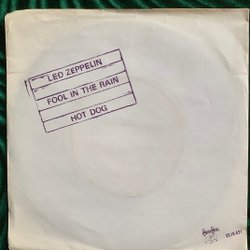 LED ZEPPELIN
FOOL IN THE RAIN
HOT DOG